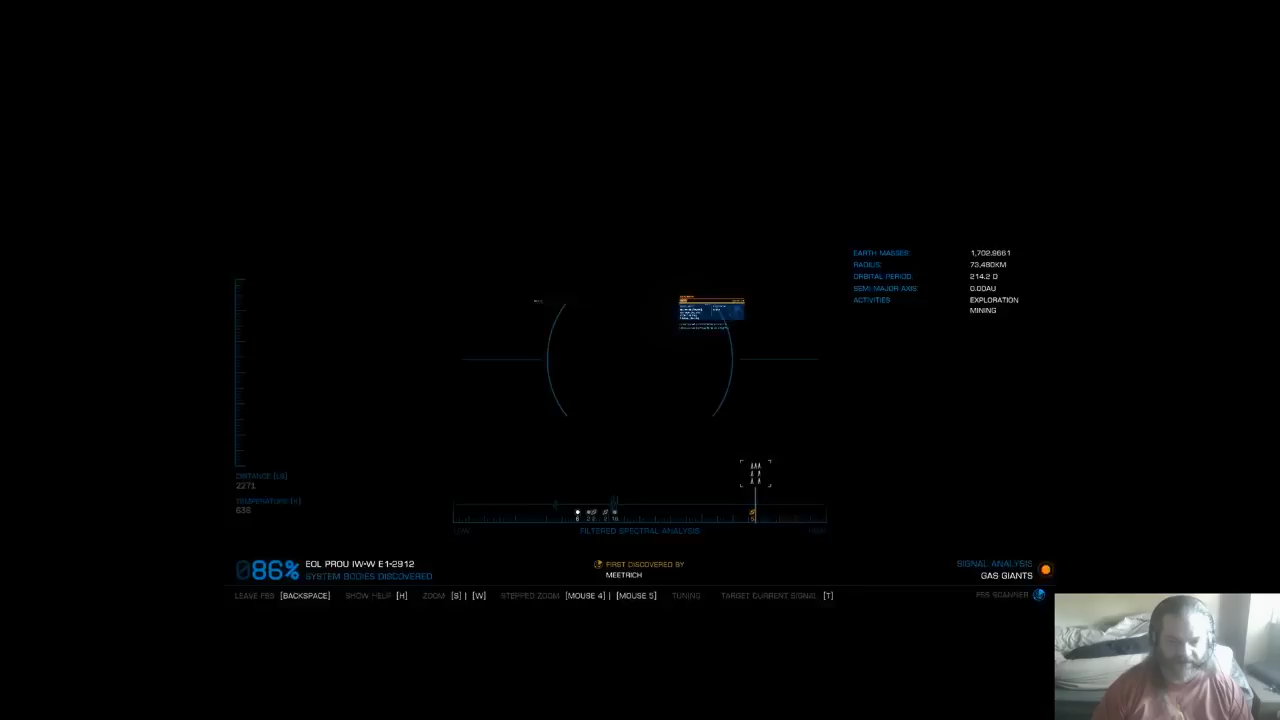 EARTH MASSES: 1,702.8661
RADIUS: 73,480KM
ORBITAL PERIOD: 214.2 D
SEMI MAJOR AXIS: 0.00AU
ACTIVITIES EXPLORATION
MINING
DISTANCE [LS]
2271
TEMPERATURE [K]
638
FILTERED SPECTRAL ANALYSIS
086%
EOL PROU IW-W E1-2912
SYSTEM BODIES DISCOVERED
FIRST DISCOVERED BY
MEETRICH
SIGNAL ANALYSIS
GAS GIANTS
LEAVE FSS [BACKSPACE] SHOW HELP [H] ZOOM [S] | [W] STEPPED ZOOM [MOUSE 4] | [MOUSE 5] TUNING TARGET CURRENT SIGNAL [T] FSS SCANNER